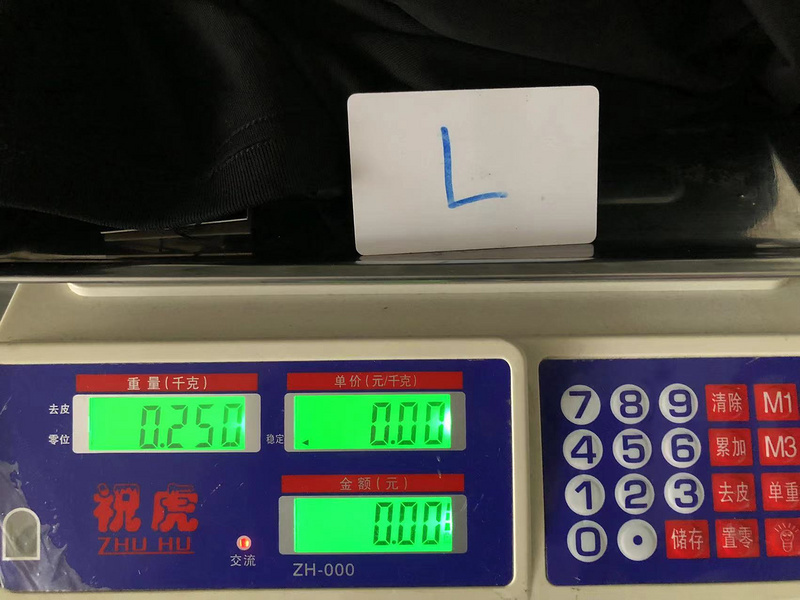 L
重量(千克)
单价(元/千克)
去皮
零位
0.250
稳定
0.00
金额(元)
0.00
祝虎
ZHU HU
交流
ZH-000
7 8 9 清除 M1
4 5 6 累加 M3
1 2 3 去皮 单重
0 . 储存 置零